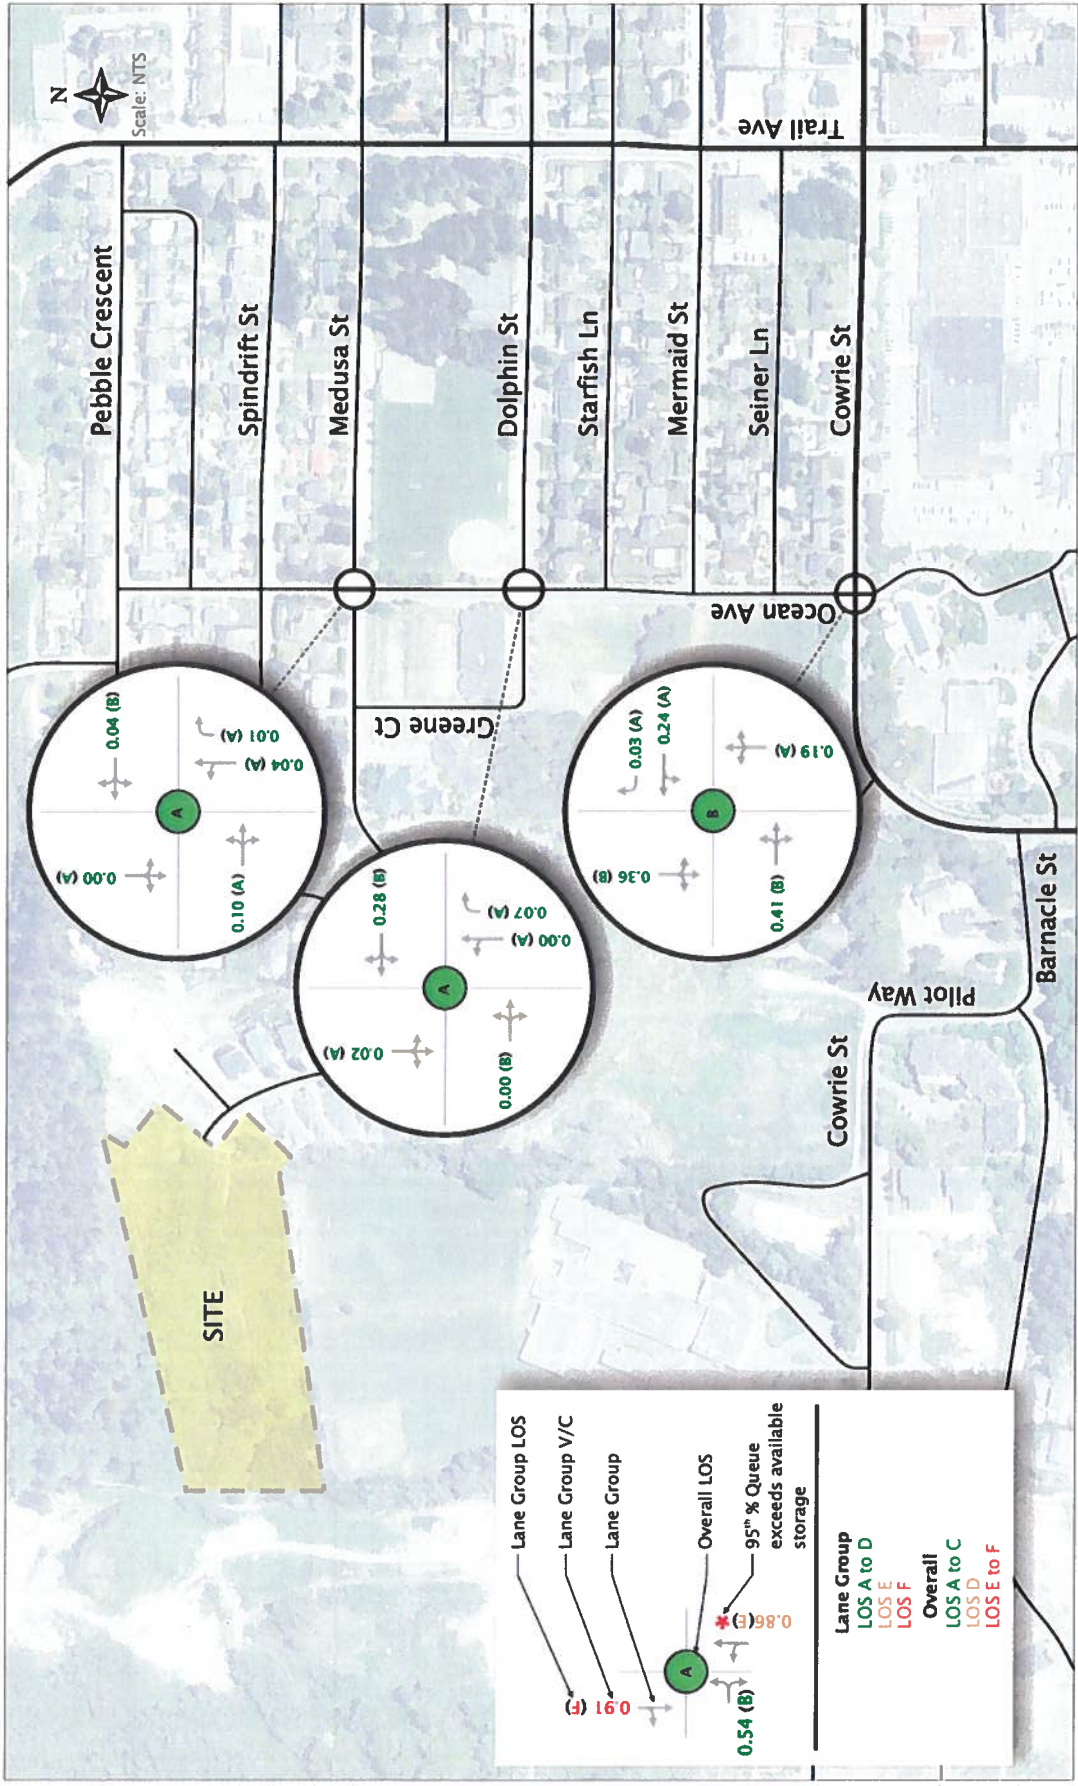 N
Scale: NTS
Pebble Crescent
Spindrift St
Medusa St
Dolphin St
Starfish Ln
Mermaid St
Seiner Ln
Cowrie St
Trail Ave
Ocean Ave
Greene Ct
0.00 (A)
0.04 (B)
A
0.10 (A)
0.04 (A)
0.01 (A)
0.02 (A)
0.28 (B)
A
0.00 (B)
0.00 (A)
0.07 (A)
0.36 (B)
0.03 (A)
0.24 (A)
B
0.41 (B)
0.19 (A)
SITE
Cowrie St
Pilot Way
Barnacle St
Lane Group LOS
Lane Group V/C
Lane Group
Overall LOS
95th % Queue
exceeds available
storage
0.91 (F)
A
0.54 (B)
0.86(E)*
Lane Group
LOS A to D
LOS E
LOS F
Overall
LOS A to C
LOS D
LOS E to F